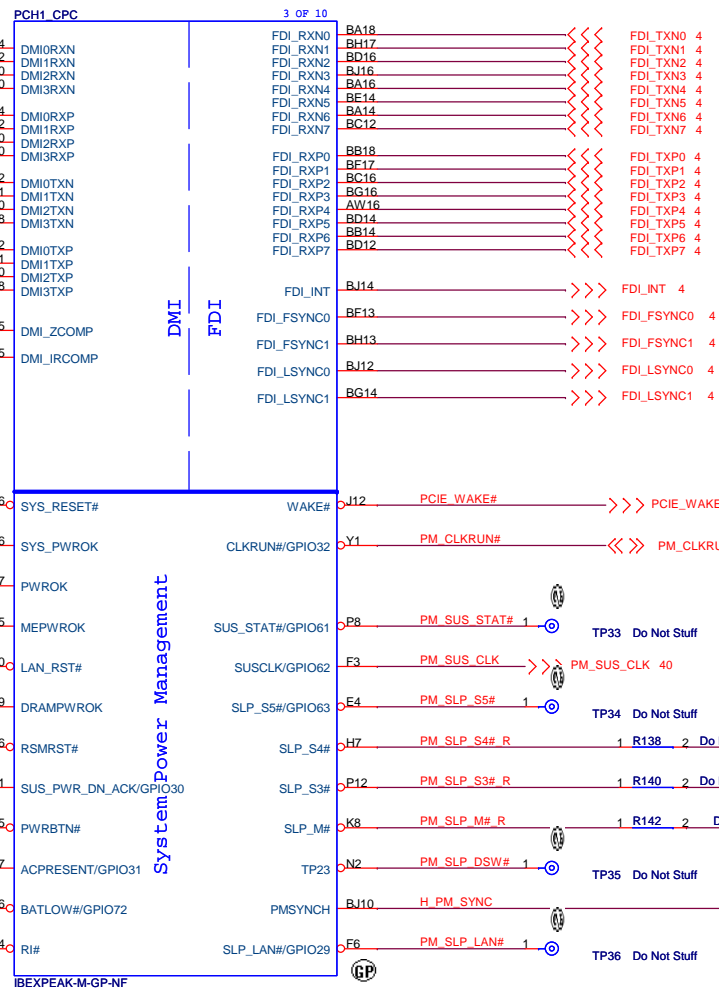 PCH1_CPC 3 OF 10
DMI0RXN
DMI1RXN
DMI2RXN
DMI3RXN
DMI0RXP
DMI1RXP
DMI2RXP
DMI3RXP
DMI0TXN
DMI1TXN
DMI2TXN
DMI3TXN
DMI0TXP
DMI1TXP
DMI2TXP
DMI3TXP
DMI_ZCOMP
DMI_IRCOMP
DMI
FDI
FDI_RXN0 BA18 FDI_TXN0 4
FDI_RXN1 BH17 FDI_TXN1 4
FDI_RXN2 BD16 FDI_TXN2 4
FDI_RXN3 BJ16 FDI_TXN3 4
FDI_RXN4 BA16 FDI_TXN4 4
FDI_RXN5 BE14 FDI_TXN5 4
FDI_RXN6 BA14 FDI_TXN6 4
FDI_RXN7 BC12 FDI_TXN7 4
FDI_RXP0 BB18 FDI_TXP0 4
FDI_RXP1 BF17 FDI_TXP1 4
FDI_RXP2 BC16 FDI_TXP2 4
FDI_RXP3 BG16 FDI_TXP3 4
FDI_RXP4 AW16 FDI_TXP4 4
FDI_RXP5 BD14 FDI_TXP5 4
FDI_RXP6 BB14 FDI_TXP6 4
FDI_RXP7 BD12 FDI_TXP7 4
FDI_INT BJ14 FDI_INT 4
FDI_FSYNC0 BF13 FDI_FSYNC0 4
FDI_FSYNC1 BH13 FDI_FSYNC1 4
FDI_LSYNC0 BJ12 FDI_LSYNC0 4
FDI_LSYNC1 BG14 FDI_LSYNC1 4
System Power Management
SYS_RESET# WAKE# J12 PCIE_WAKE# PCIE_WAKE
SYS_PWROK CLKRUN#/GPIO32 Y1 PM_CLKRUN# PM_CLKRU
PWROK
MEPWROK SUS_STAT#/GPIO61 P8 PM_SUS_STAT# 1 TP33 Do Not Stuff
LAN_RST# SUSCLK/GPIO62 F3 PM_SUS_CLK PM_SUS_CLK 40
DRAMPWROK SLP_S5#/GPIO63 E4 PM_SLP_S5# 1 TP34 Do Not Stuff
RSMRST# SLP_S4# H7 PM_SLP_S4#_R 1 R138 2 Do
SUS_PWR_DN_ACK/GPIO30 SLP_S3# P12 PM_SLP_S3#_R 1 R140 2 Do
PWRBTN# SLP_M# K8 PM_SLP_M#_R 1 R142 2 D
ACPRESENT/GPIO31 TP23 N2 PM_SLP_DSW# 1 TP35 Do Not Stuff
BATLOW#/GPIO72 PMSYNCH BJ10 H_PM_SYNC
RI# SLP_LAN#/GPIO29 F6 PM_SLP_LAN# 1 TP36 Do Not Stuff
GP
IBEXPEAK-M-GP-NF